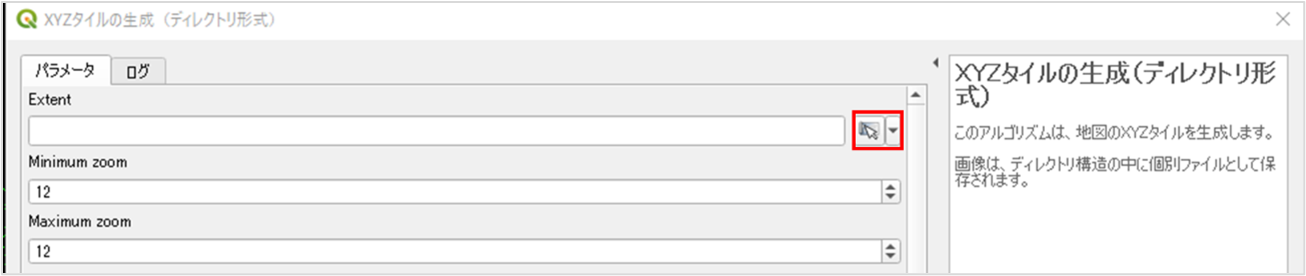 XYZタイルの生成（ディレクトリ形式）
パラメータ
ログ
Extent
Minimum zoom
12
Maximum zoom
12
XYZタイルの生成(ディレクトリ形
式)
このアルゴリズムは、地図のXYZタイルを生成します。
画像は、ディレクトリ構造の中に個別ファイルとして保
存されます。